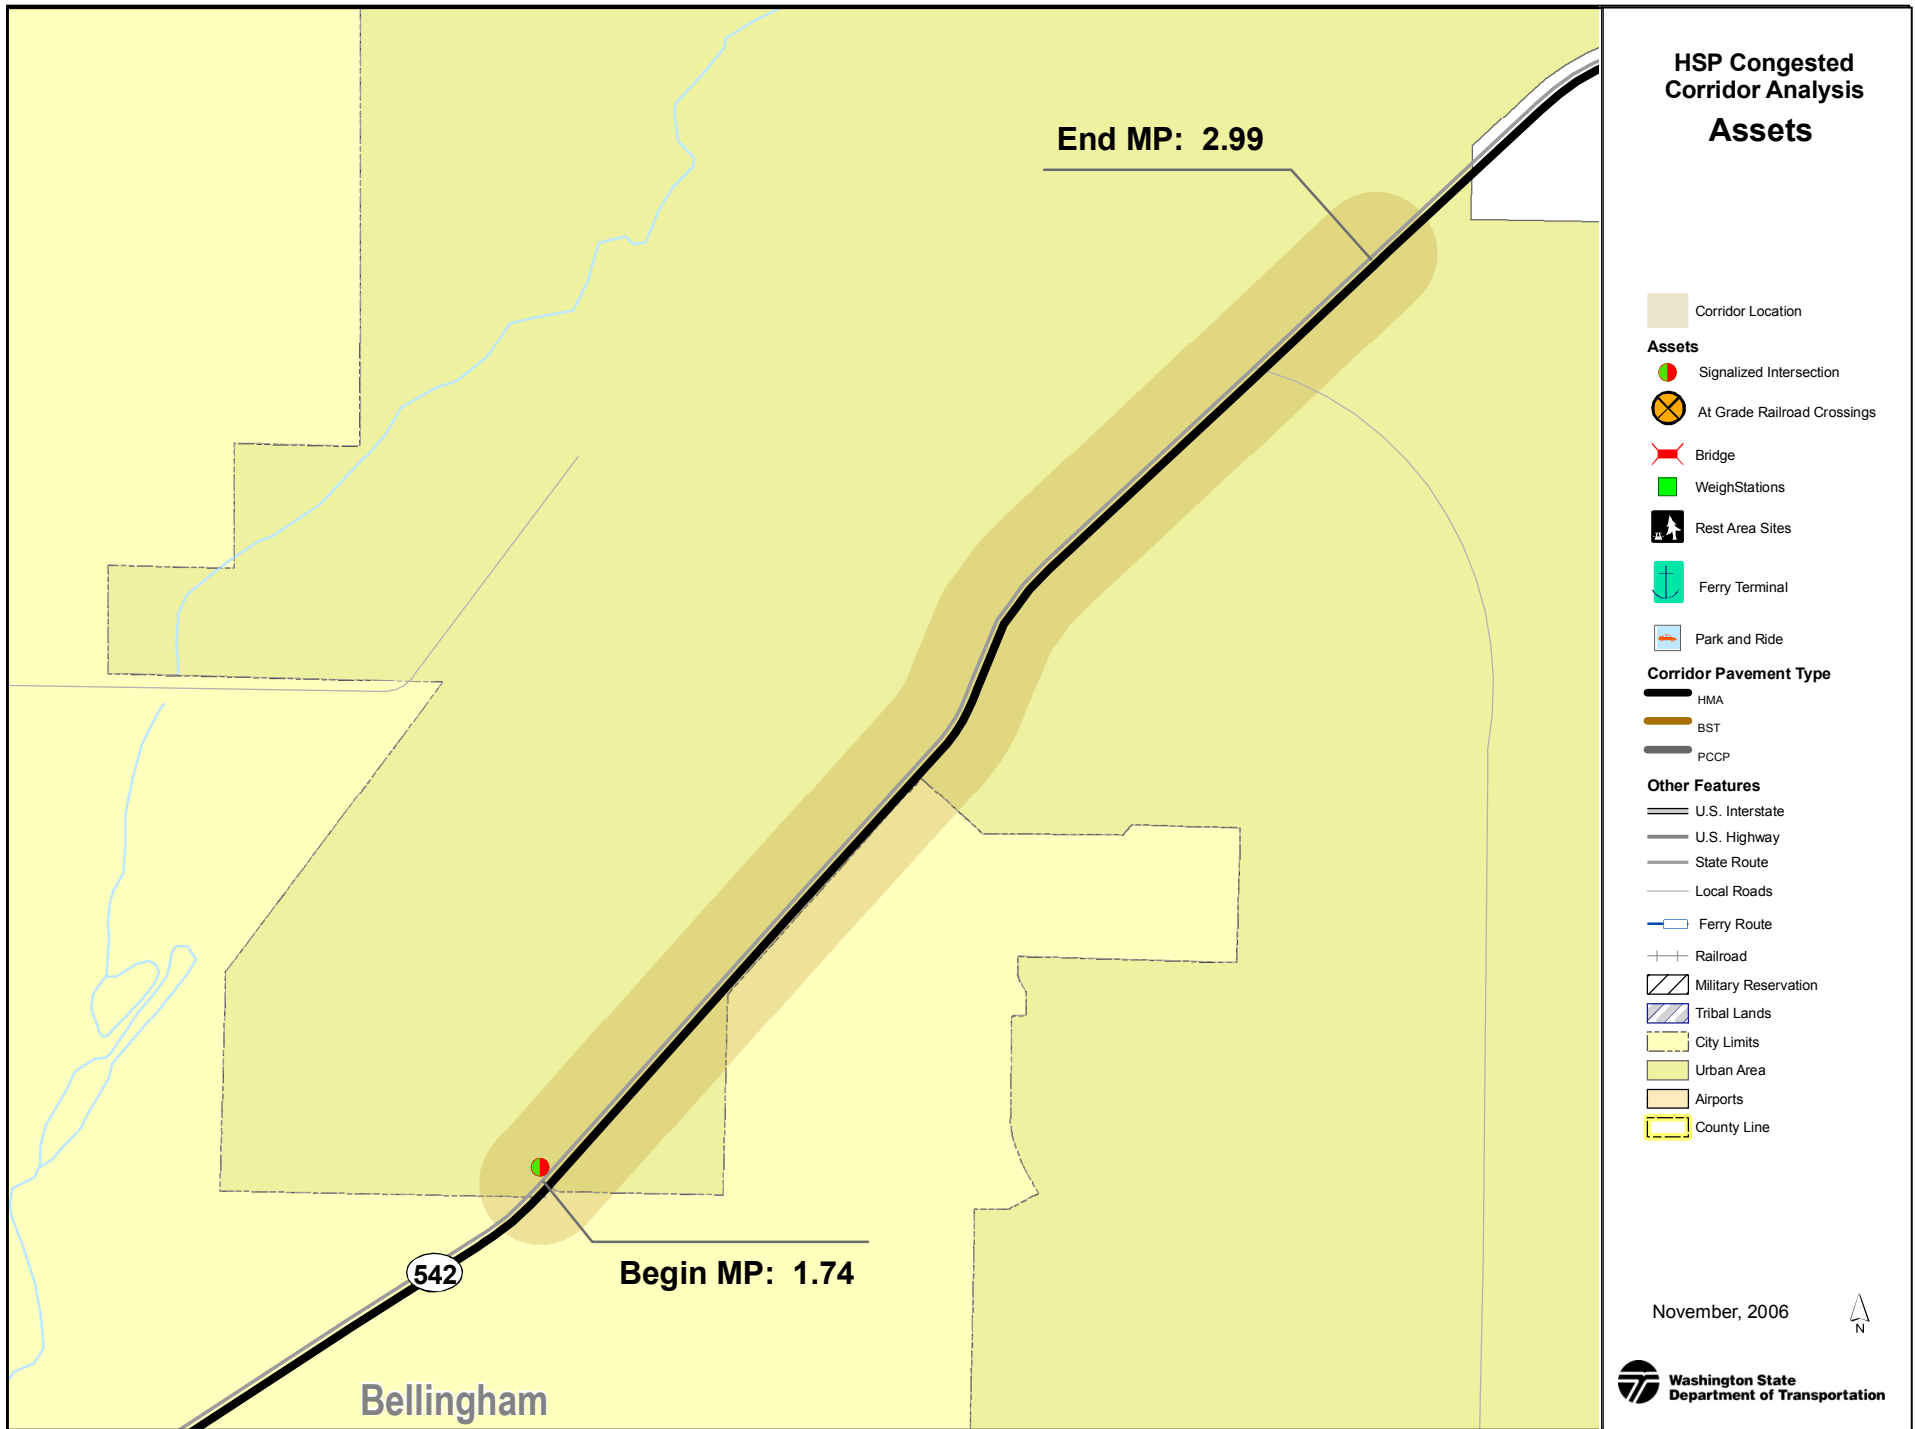 End MP: 2.99
Begin MP: 1.74
542
Bellingham
HSP Congested
Corridor Analysis
Assets
Corridor Location
Assets
Signalized Intersection
At Grade Railroad Crossings
Bridge
WeighStations
Rest Area Sites
Ferry Terminal
Park and Ride
Corridor Pavement Type
HMA
BST
PCCP
Other Features
U.S. Interstate
U.S. Highway
State Route
Local Roads
Ferry Route
Railroad
Military Reservation
Tribal Lands
City Limits
Urban Area
Airports
County Line
November, 2006
N
Washington State
Department of Transportation